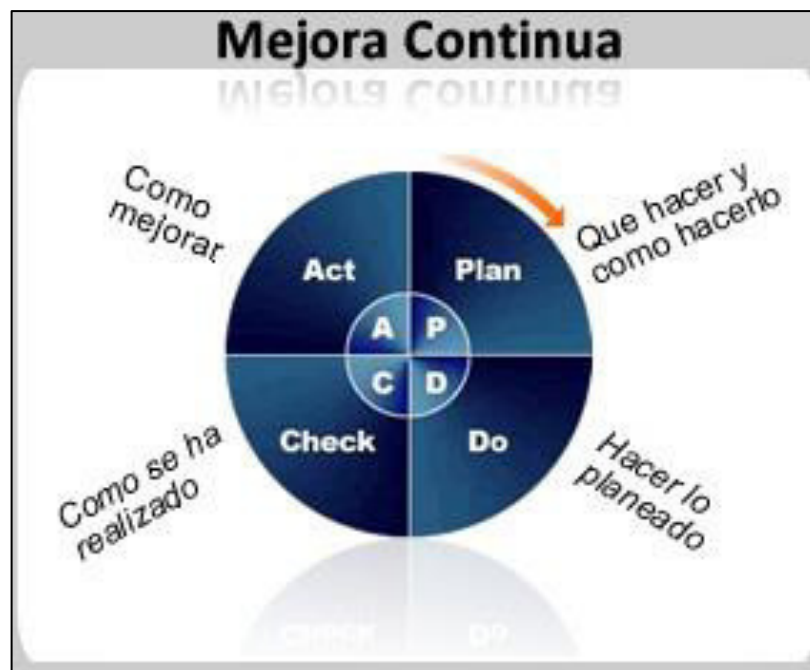 Mejora Continua
Como
mejorar
Que hacer y
como hacerlo
Act
Plan
A
P
C
D
Check
Do
Como se ha
realizado
Hacer lo
planeado